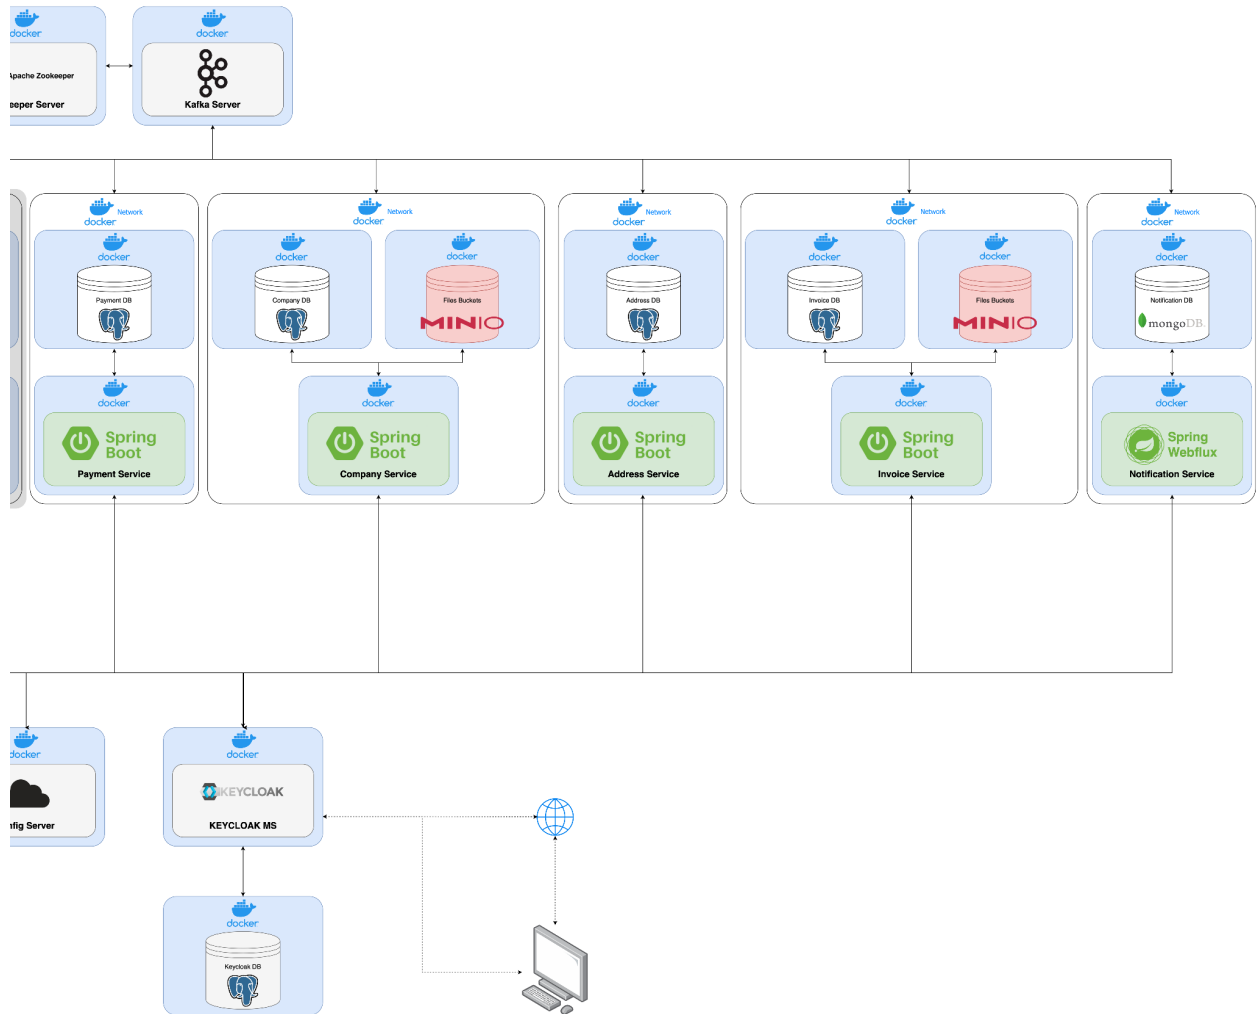 docker
docker
Apache Zookeeper
eeper Server
Kafka Server
docker
Network
docker
Network
docker
Network
docker
Network
docker
Network
docker
docker
docker
docker
docker
docker
docker
Payment DB
Company DB
Files Buckets
MINIO
Address DB
Invoice DB
Files Buckets
MINIO
Notification DB
mongoDB.
docker
docker
docker
docker
docker
Spring
Boot
Payment Service
Spring
Boot
Company Service
Spring
Boot
Address Service
Spring
Boot
Invoice Service
Spring
Webflux
Notification Service
docker
docker
nfig Server
KEYCLOAK
KEYCLOAK MS
docker
Keycloak DB